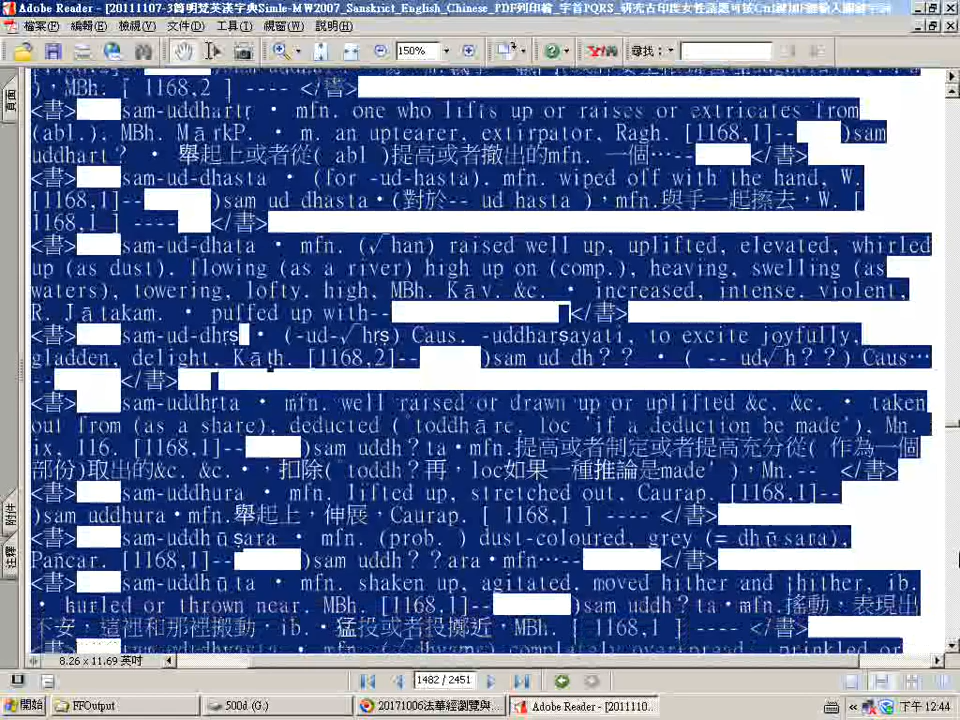 Adobe Reader - [20111107-3簡明梵英漢字典Simle-MW2007_Sanskrict_English_Chinese_PDF列印檔_字首PQRS_研究古印度女性話題可按Ctrl
檔案(F) 編輯(E) 檢視(V) 文件(D) 工具(T) 視窗(W) 說明(H)
150% 尋找：
頁面
), MBh. [ 1168,2 ] ---- </書>
<書> sam-uddhartṛ • mfn. one who lifts up or raises or extricates from
(abl.), MBh. MārkP. • m. an uptearer, extirpator, Ragh. [1168,1]-- )sam
uddhart？ • 舉起上或者從( abl )提高或者撤出的mfn. 一個…-- </書>
<書> sam-ud-dhasta • (for -ud-hasta). mfn. wiped off with the hand, W.
[1168,1]-- )sam ud dhasta•(對於-- ud hasta )，mfn.與手一起擦去，W. [
1168,1 ] ---- </書>
<書> sam-ud-dhata • mfn. (√han) raised well up, uplifted, elevated, whirled
up (as dust). flowing (as a river) high up on (comp.), heaving, swelling (as
waters), towering, lofty. high, MBh. Kāv. &c. • increased, intense. violent,
R. Jātakam. • puffed up with-- </書>
<書> sam-ud-dhṛṣ • (-ud-√hṛṣ) Caus. -uddharṣayati, to excite joyfully,
gladden, delight. Kāṭh. [1168,2]-- )sam ud dh？？ • ( -- ud√h？？) Caus…
-- </書>
<書> sam-uddhṛta • mfn. well raised or drawn up or uplifted &c. &c. • taken
out from (as a share), deducted ('toddhāre, loc 'if a deduction be made'), Mn.
ix, 116. [1168,1]-- )sam uddh？ta•mfn.提高或者制定或者提高充分從( 作為一個
部份)取出的&c. &c. •，扣除( 'toddh？再，loc如果一種推論是made' )，Mn.-- </書>
<書> sam-uddhura • mfn. lifted up, stretched out, Caurap. [1168,1]--
)sam uddhura•mfn.舉起上，伸展，Caurap. [ 1168,1 ] ---- </書>
<書> sam-uddhūṣara • mfn. (prob. ) dust-coloured, grey (= dhūsara),
Pañcar. [1168,1]-- )sam uddh？？ara•mfn…-- </書>
<書> sam-uddhūta • mfn. shaken up, agitated. moved hither and jhither, ib.
• hurled or thrown near. MBh. [1168,1]-- )sam uddh？ta•mfn.搖動，表現出
不安，這裡和那裡搬動，ib.•猛投或者投擲近，MBh. [ 1168,1 ] ---- </書>
附件
註釋
8.26 x 11.69 英吋
1482 / 2451
開始 FFOutput 500d (G:) 20171006法華經瀏覽與... Adobe Reader - [2011110... 下午 12:44